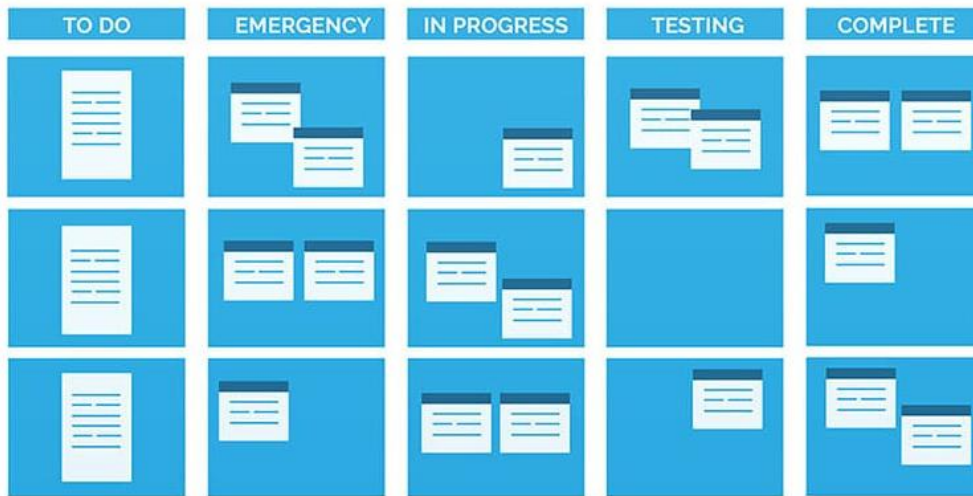 TO DO
EMERGENCY
IN PROGRESS
TESTING
COMPLETE